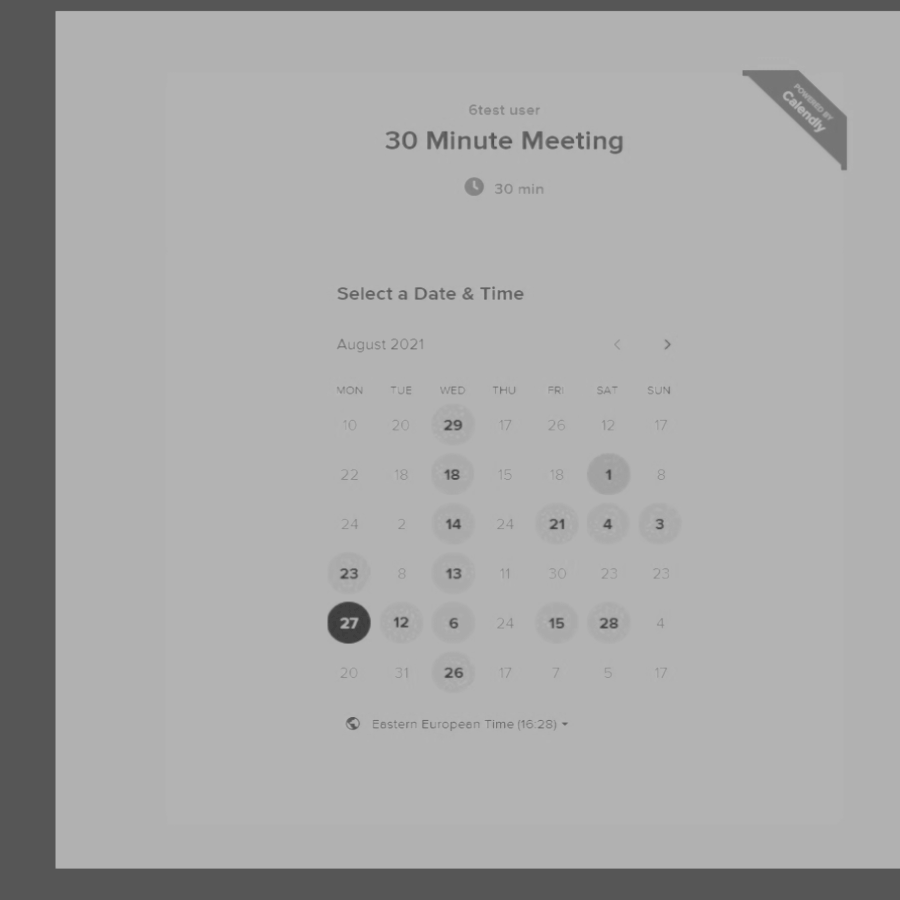 POWERED BY
Calendly
6test user
30 Minute Meeting
30 min
Select a Date & Time
August 2021
MON TUE WED THU FRI SAT SUN
10 20 29 17 26 12 17
22 18 18 15 18 1 8
24 2 14 24 21 4 3
23 8 13 11 30 23 23
27 12 6 24 15 28 4
20 31 26 17 7 5 17
Eastern European Time (16:28)